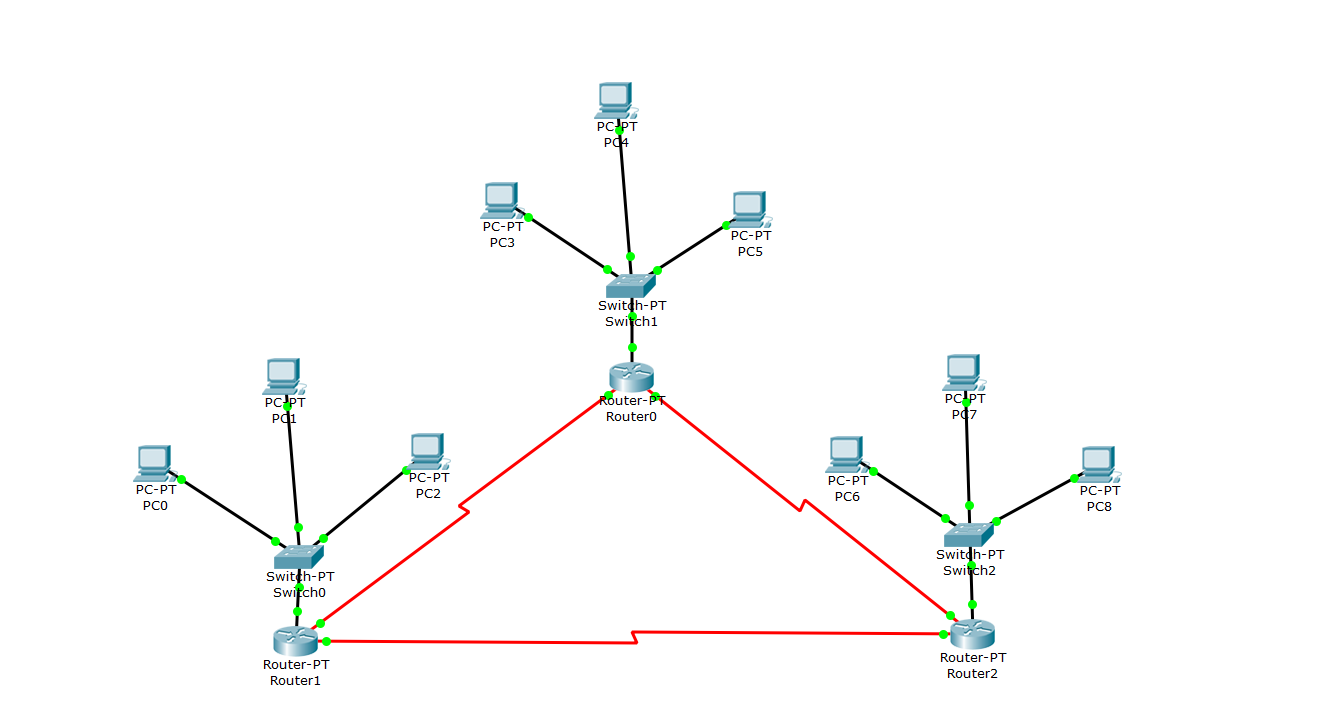 PC-PT
PC4
PC-PT
PC3
PC-PT
PC5
Switch-PT
Switch1
Router-PT
Router0
PC-PT
PC1
PC-PT
PC0
PC-PT
PC2
Switch-PT
Switch0
Router-PT
Router1
PC-PT
PC7
PC-PT
PC6
PC-PT
PC8
Switch-PT
Switch2
Router-PT
Router2